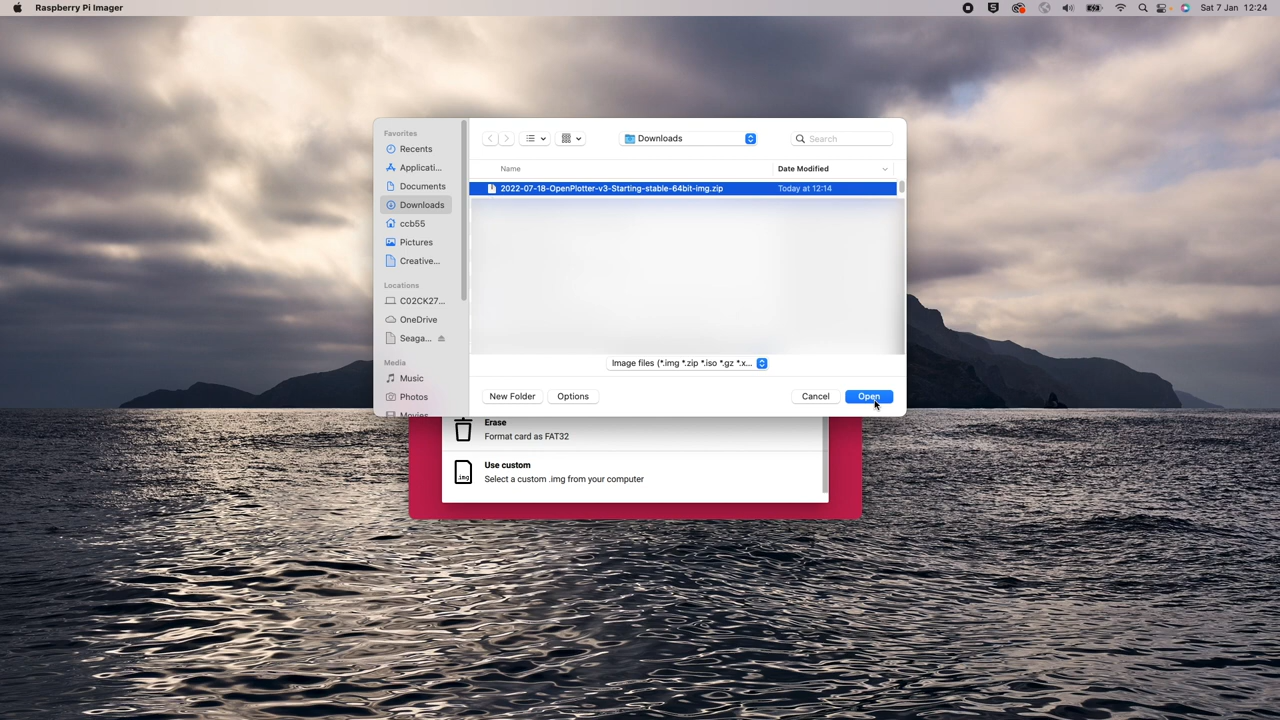 Raspberry Pi Imager
Sat 7 Jan 12:24
Favorites
Recents
Applicati...
Documents
Downloads
ccb55
Pictures
Creative...
Locations
C02CK27...
OneDrive
Seaga...
Media
Music
Photos
Movies
Downloads
Search
Name
Date Modified
2022-07-18-OpenPlotter-v3-Starting-stable-64bit-img.zip
Today at 12:14
Image files (*.img *.zip *.iso *.gz *.x...
New Folder
Options
Cancel
Open
Erase
Format card as FAT32
.img
Use custom
Select a custom .img from your computer